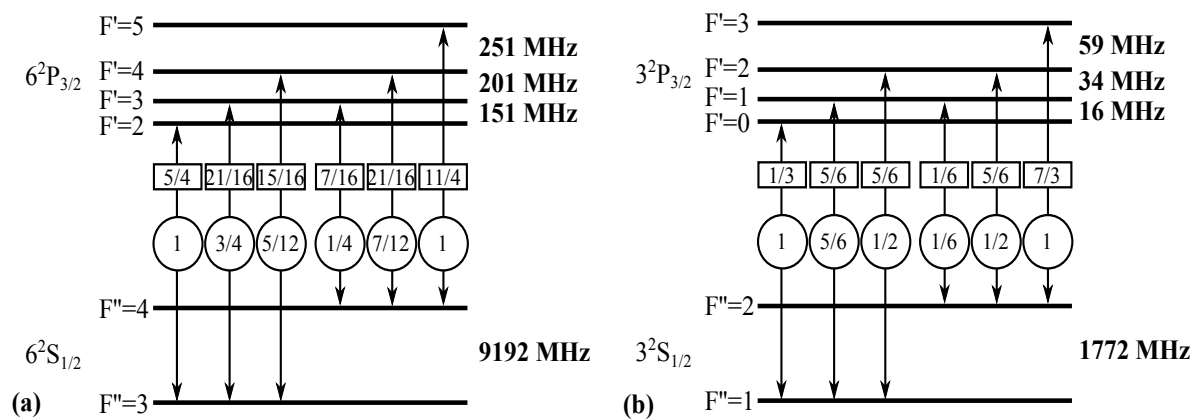 F'=5
251 MHz
6²P₃/₂
F'=4
201 MHz
F'=3
151 MHz
F'=2
5/4 21/16 15/16 7/16 21/16 11/4
1 3/4 5/12 1/4 7/12 1
F"=4
6²S₁/₂
9192 MHz
(a) F"=3
F'=3
59 MHz
3²P₃/₂
F'=2
34 MHz
F'=1
16 MHz
F'=0
1/3 5/6 5/6 1/6 5/6 7/3
1 5/6 1/2 1/6 1/2 1
F"=2
3²S₁/₂
1772 MHz
(b) F"=1